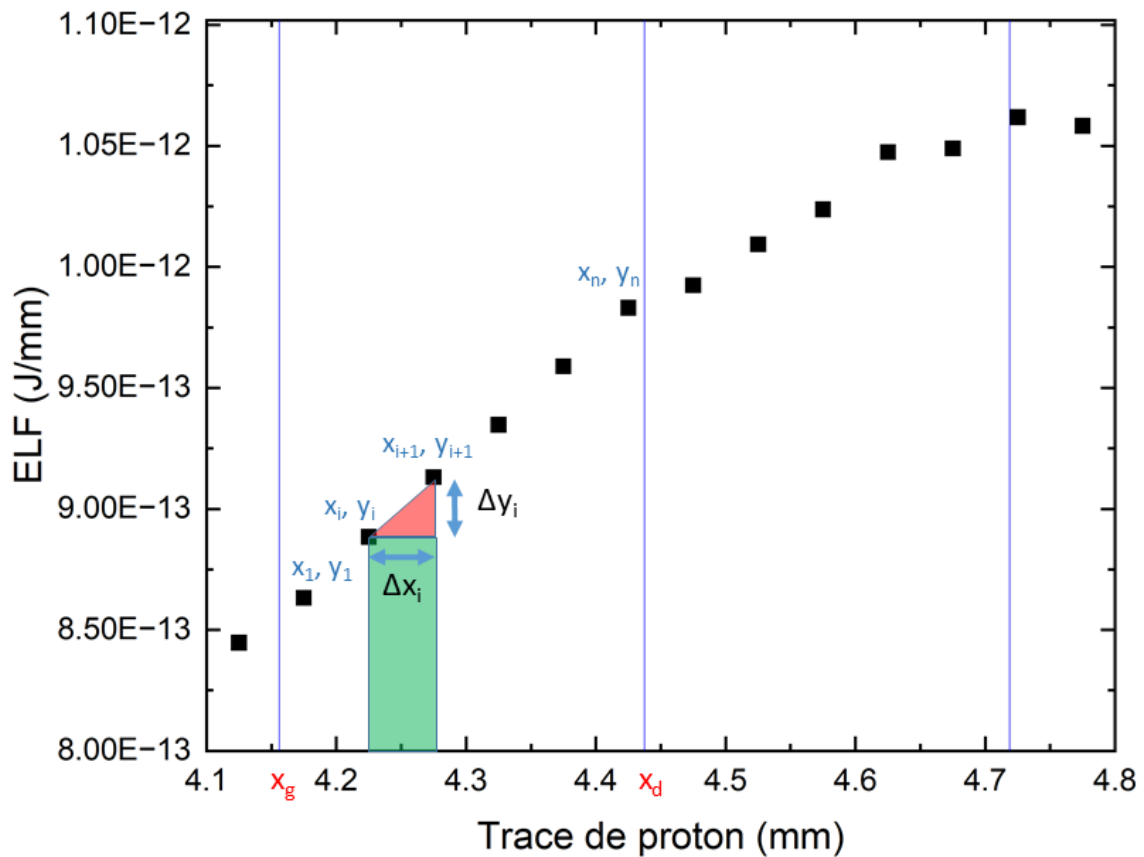 1.10E−12
1.05E−12
1.00E−12
9.50E−13
9.00E−13
8.50E−13
8.00E−13
ELF (J/mm)
xₙ, yₙ
xᵢ₊₁, yᵢ₊₁
xᵢ, yᵢ
Δyᵢ
x₁, y₁
Δxᵢ
4.1 x_g 4.2 4.3 4.4 x_d 4.5 4.6 4.7 4.8
Trace de proton (mm)